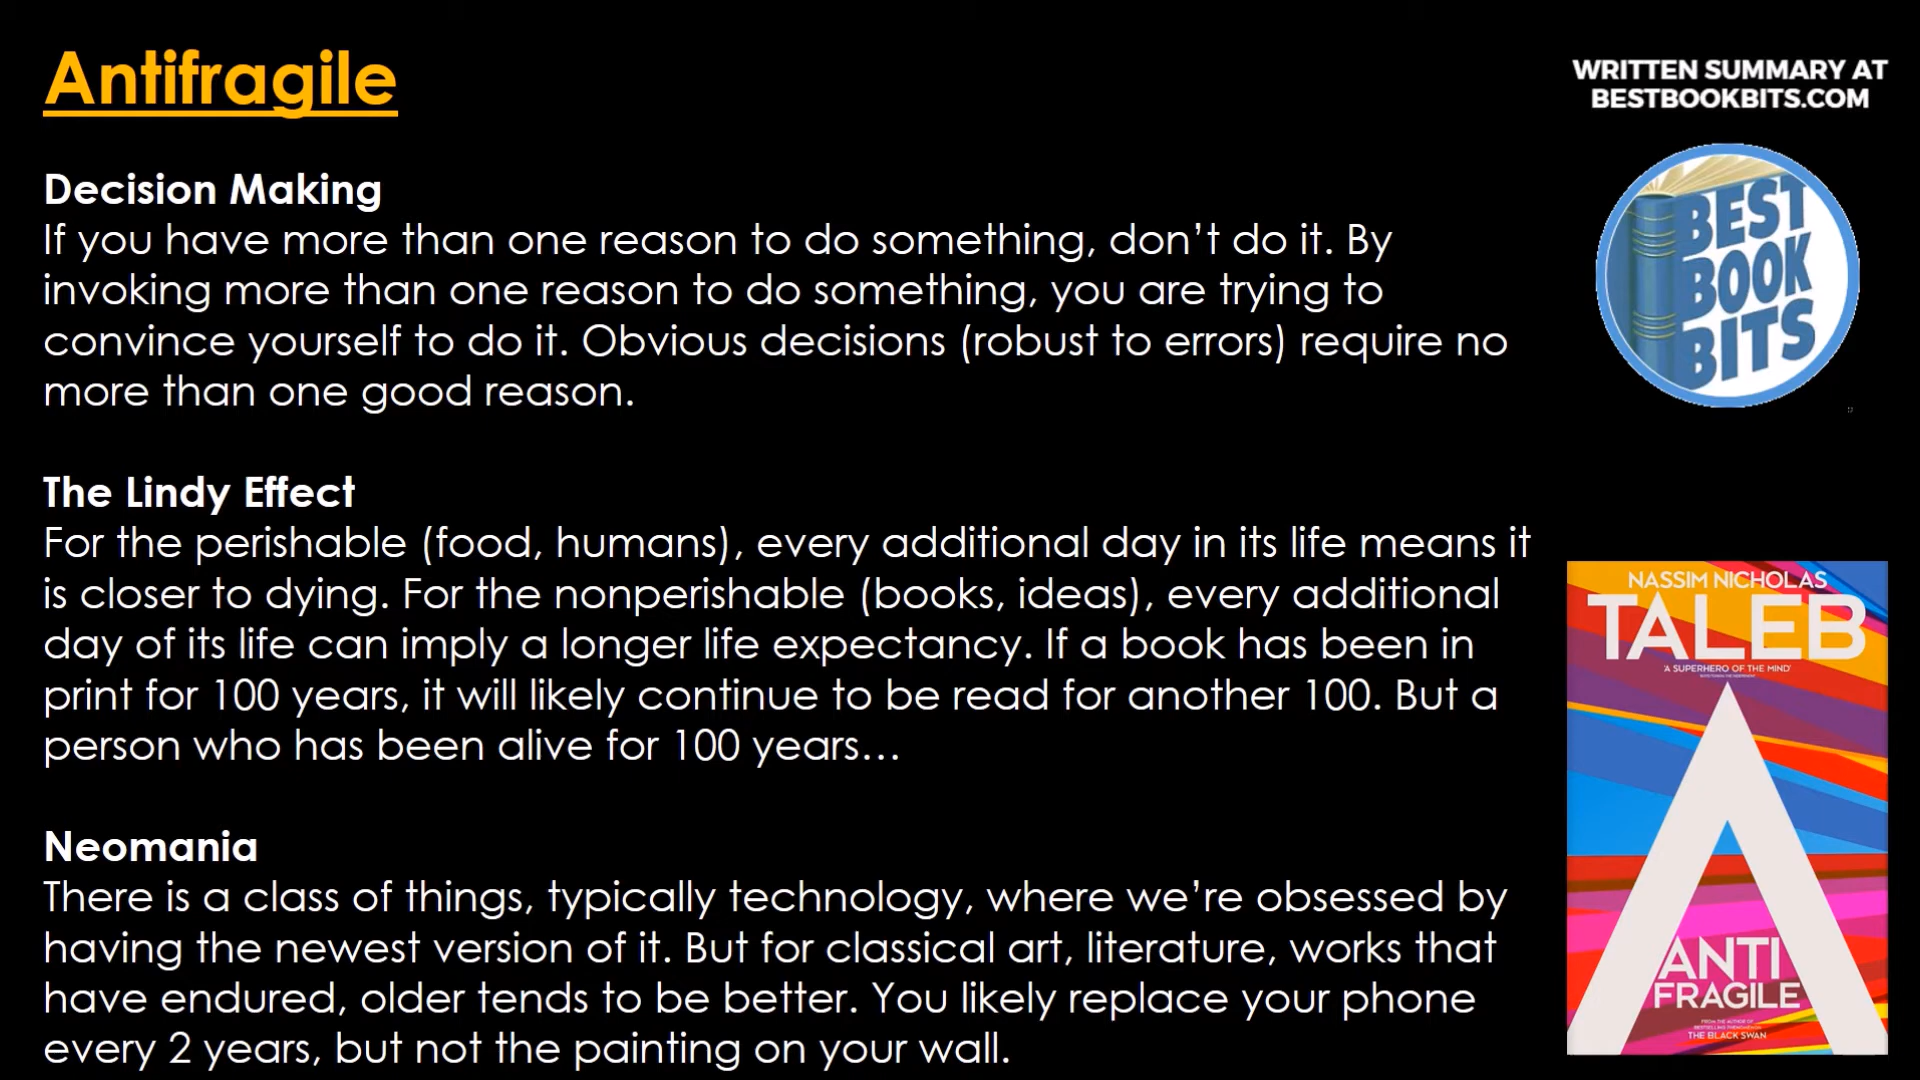 Antifragile
WRITTEN SUMMARY AT
BESTBOOKBITS.COM
BEST
BOOK
BITS
Decision Making
If you have more than one reason to do something, don’t do it. By
invoking more than one reason to do something, you are trying to
convince yourself to do it. Obvious decisions (robust to errors) require no
more than one good reason.
The Lindy Effect
For the perishable (food, humans), every additional day in its life means it
is closer to dying. For the nonperishable (books, ideas), every additional
day of its life can imply a longer life expectancy. If a book has been in
print for 100 years, it will likely continue to be read for another 100. But a
person who has been alive for 100 years…
Neomania
There is a class of things, typically technology, where we’re obsessed by
having the newest version of it. But for classical art, literature, works that
have endured, older tends to be better. You likely replace your phone
every 2 years, but not the painting on your wall.
NASSIM NICHOLAS
TALEB
'A SUPERHERO OF THE MIND'
ANTI
FRAGILE
FROM THE AUTHOR OF
BESTSELLING PHENOMENON
THE BLACK SWAN